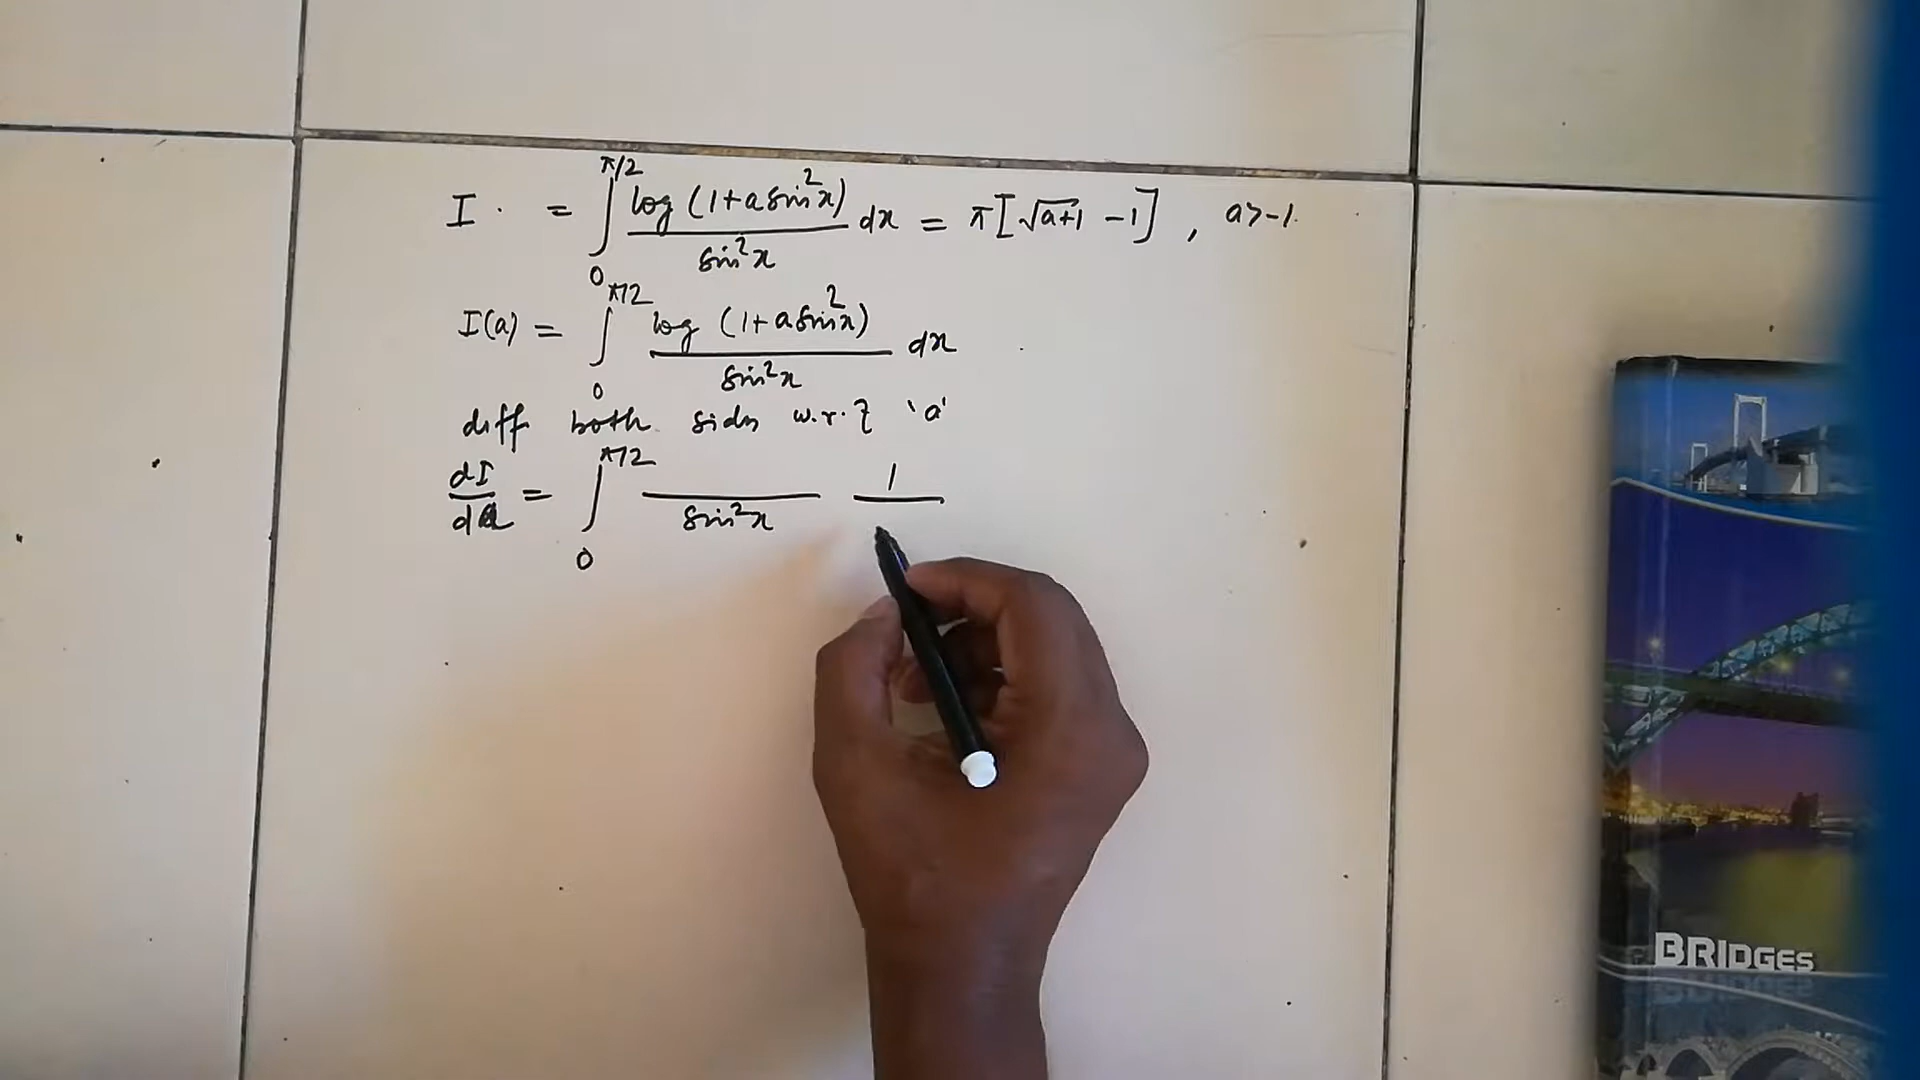 I = ∫₀^π/2 log (1+a sin²x) / sin²x dx = π[√a+1 -1] , a>-1.
I(a) = ∫₀^π/2 log (1+a sin²x) / sin²x dx
diff both sides w.r.t 'a'
dI/da = ∫₀^π/2 / sin²x 1/
BRIDGES